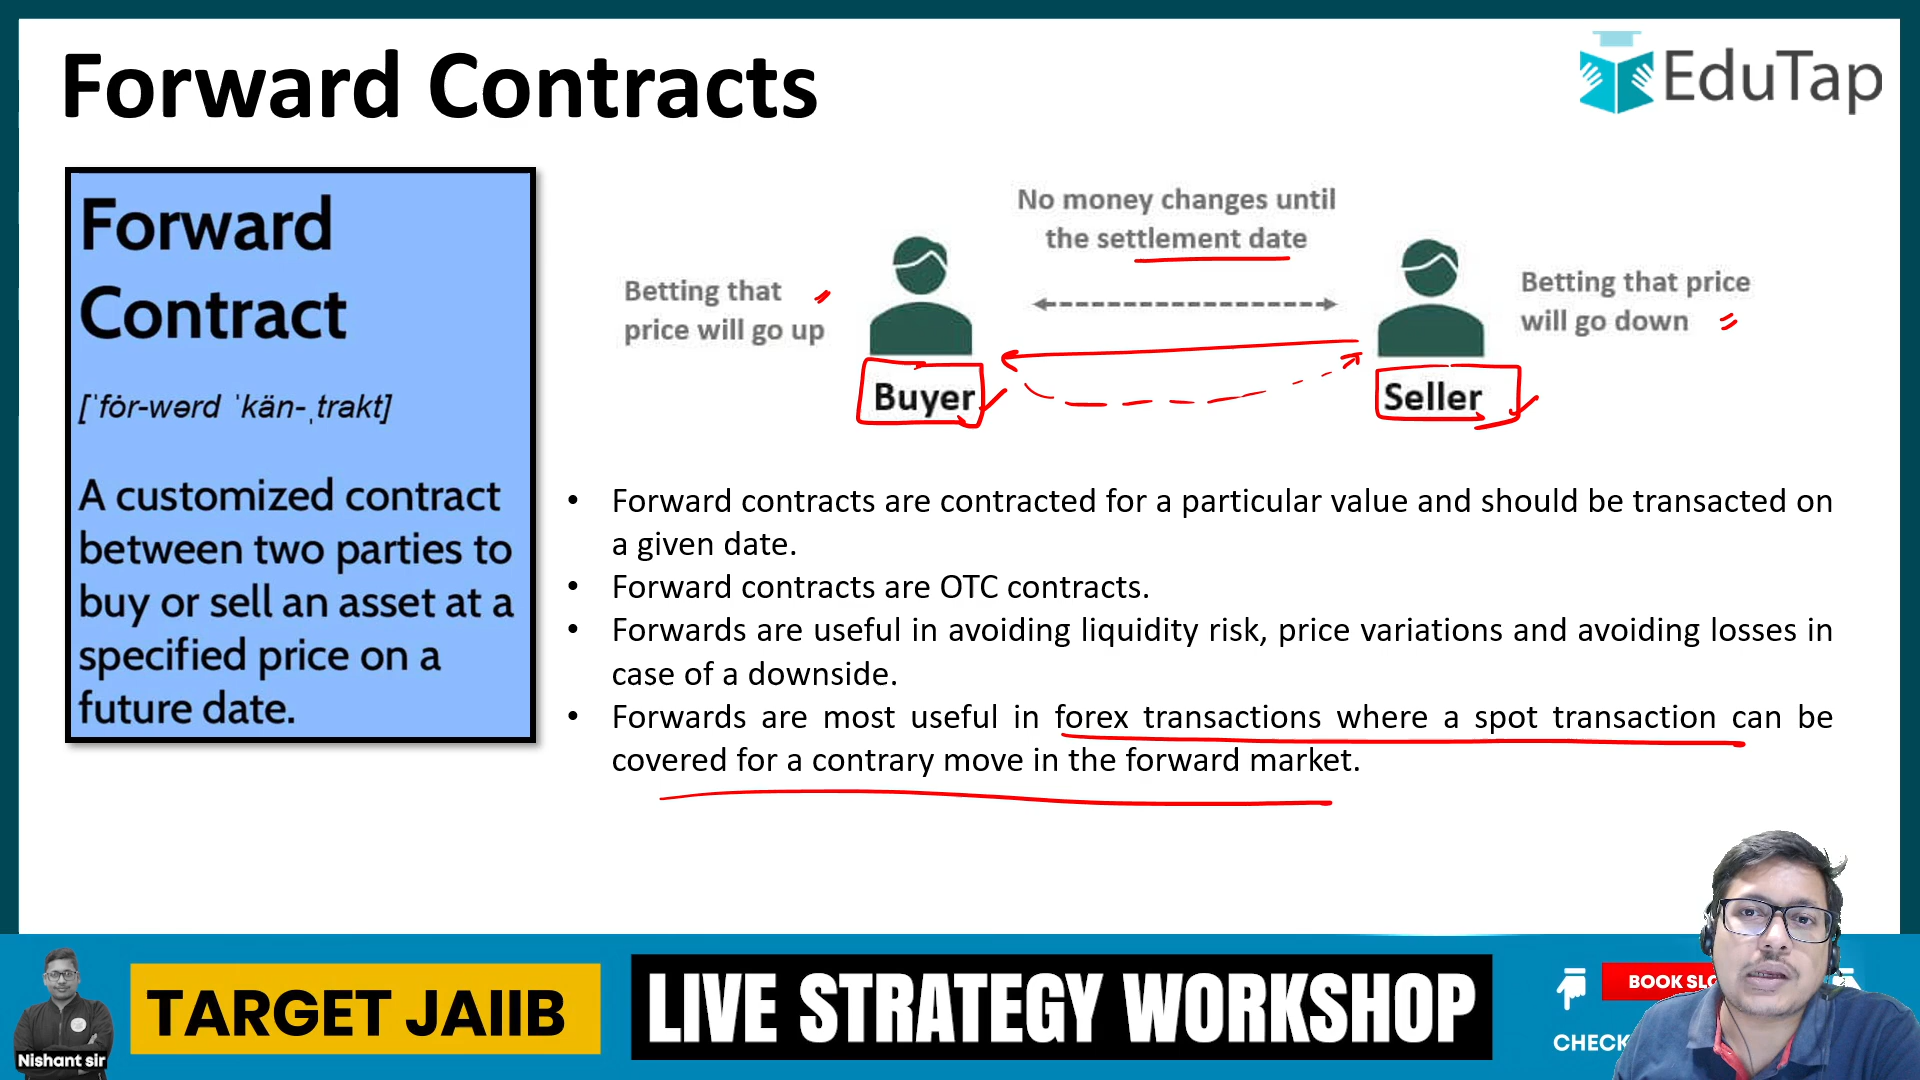 Forward Contracts
EduTap
Forward
Contract
[ˈfȯr-wərd ˈkän-ˌtrakt]
A customized contract
between two parties to
buy or sell an asset at a
specified price on a
future date.
No money changes until
the settlement date
Betting that
price will go up
Betting that price
will go down
Buyer
Seller
• Forward contracts are contracted for a particular value and should be transacted on
a given date.
• Forward contracts are OTC contracts.
• Forwards are useful in avoiding liquidity risk, price variations and avoiding losses in
case of a downside.
• Forwards are most useful in forex transactions where a spot transaction can be
covered for a contrary move in the forward market.
Nishant sir
TARGET JAIIB
LIVE STRATEGY WORKSHOP
BOOK
CHECK